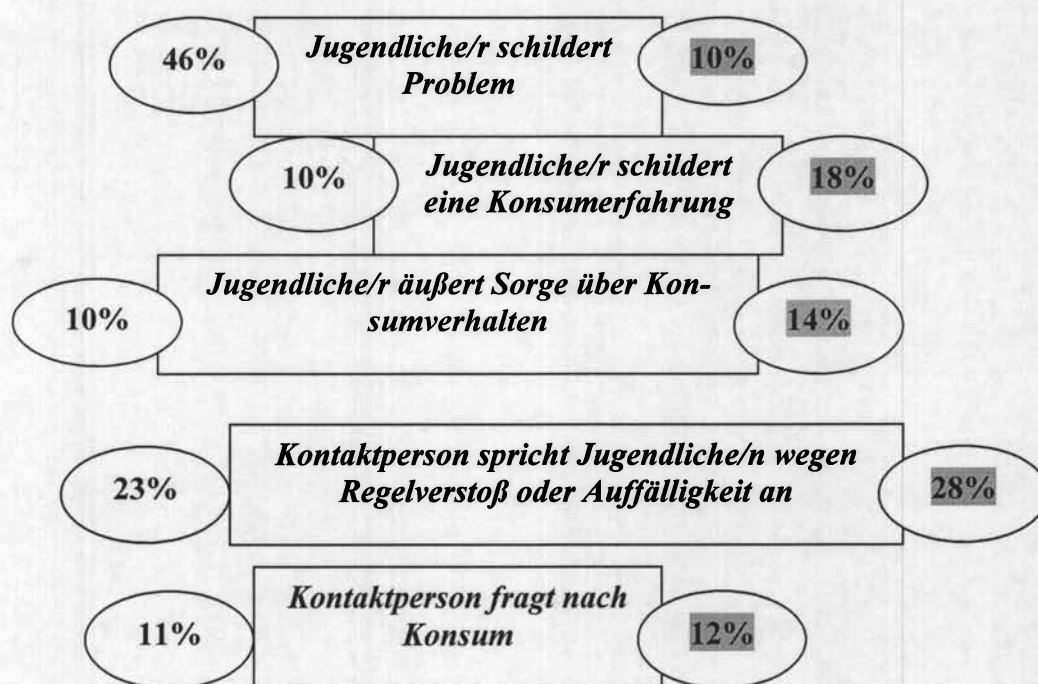 46%
Jugendliche/r schildert
Problem
10%
10%
Jugendliche/r schildert
eine Konsumerfahrung
18%
10%
Jugendliche/r äußert Sorge über Kon-
sumverhalten
14%
23%
Kontaktperson spricht Jugendliche/n wegen
Regelverstoß oder Auffälligkeit an
28%
11%
Kontaktperson fragt nach
Konsum
12%